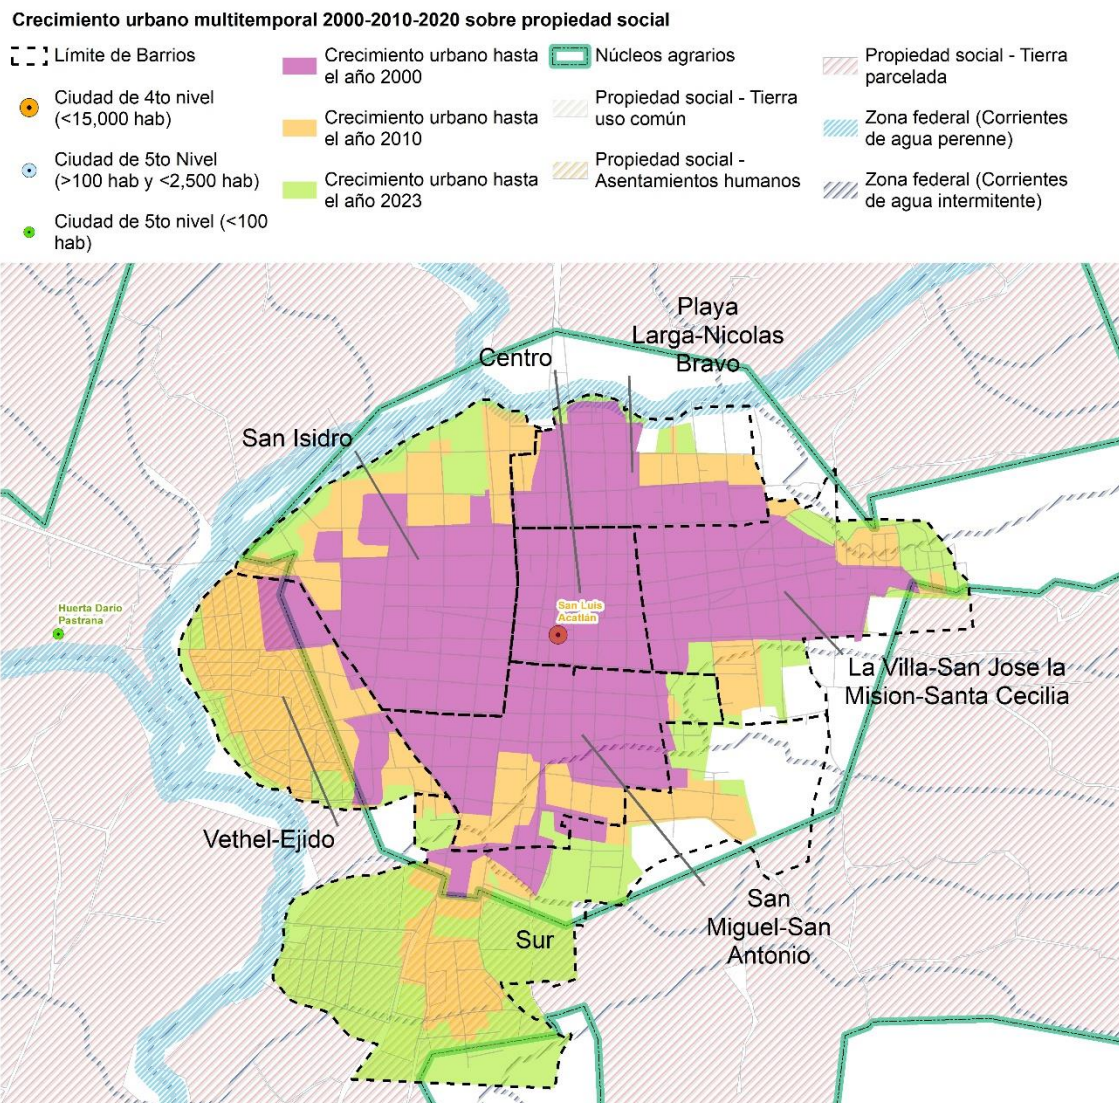 Crecimiento urbano multitemporal 2000-2010-2020 sobre propiedad social
Límite de Barrios
Ciudad de 4to nivel
(<15,000 hab)
Ciudad de 5to Nivel
(>100 hab y <2,500 hab)
Ciudad de 5to nivel (<100
hab)
Crecimiento urbano hasta
el año 2000
Crecimiento urbano hasta
el año 2010
Crecimiento urbano hasta
el año 2023
Núcleos agrarios
Propiedad social - Tierra
uso común
Propiedad social -
Asentamientos humanos
Propiedad social - Tierra
parcelada
Zona federal (Corrientes
de agua perenne)
Zona federal (Corrientes
de agua intermitente)
Playa
Larga-Nicolas
Bravo
Centro
San Isidro
Huerta Dario
Pastrana
San Luis
Acatlán
La Villa-San Jose la
Mision-Santa Cecilia
Vethel-Ejido
San
Miguel-San
Antonio
Sur